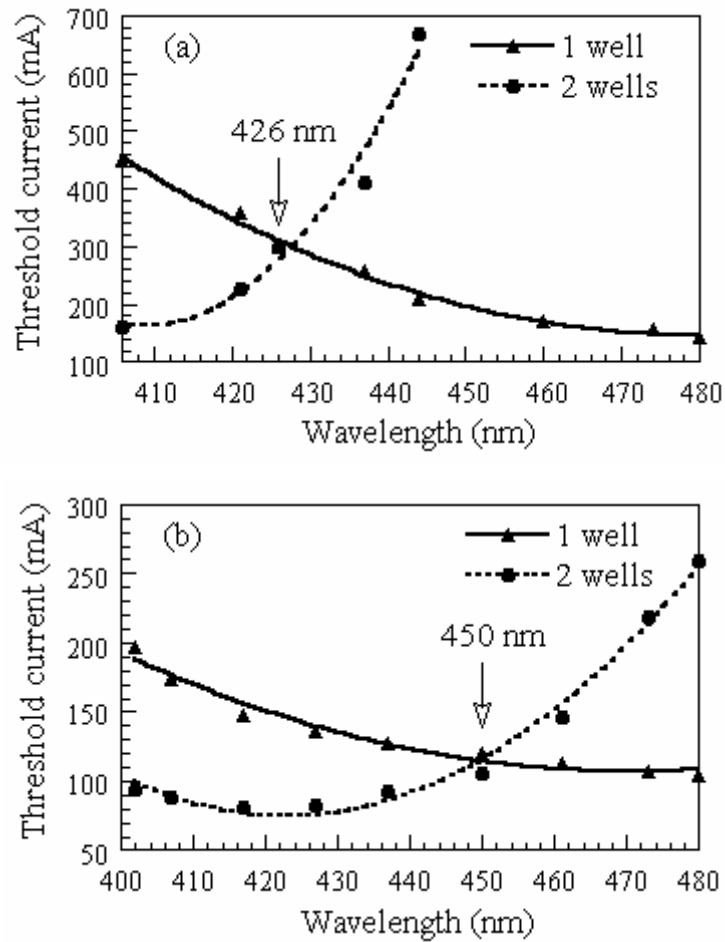 700
600
500
400
300
200
100
Threshold current (mA)
(a)
1 well
2 wells
426 nm
410 420 430 440 450 460 470 480
Wavelength (nm)
300
250
200
150
100
50
Threshold current (mA)
(b)
1 well
2 wells
450 nm
400 410 420 430 440 450 460 470 480
Wavelength (nm)